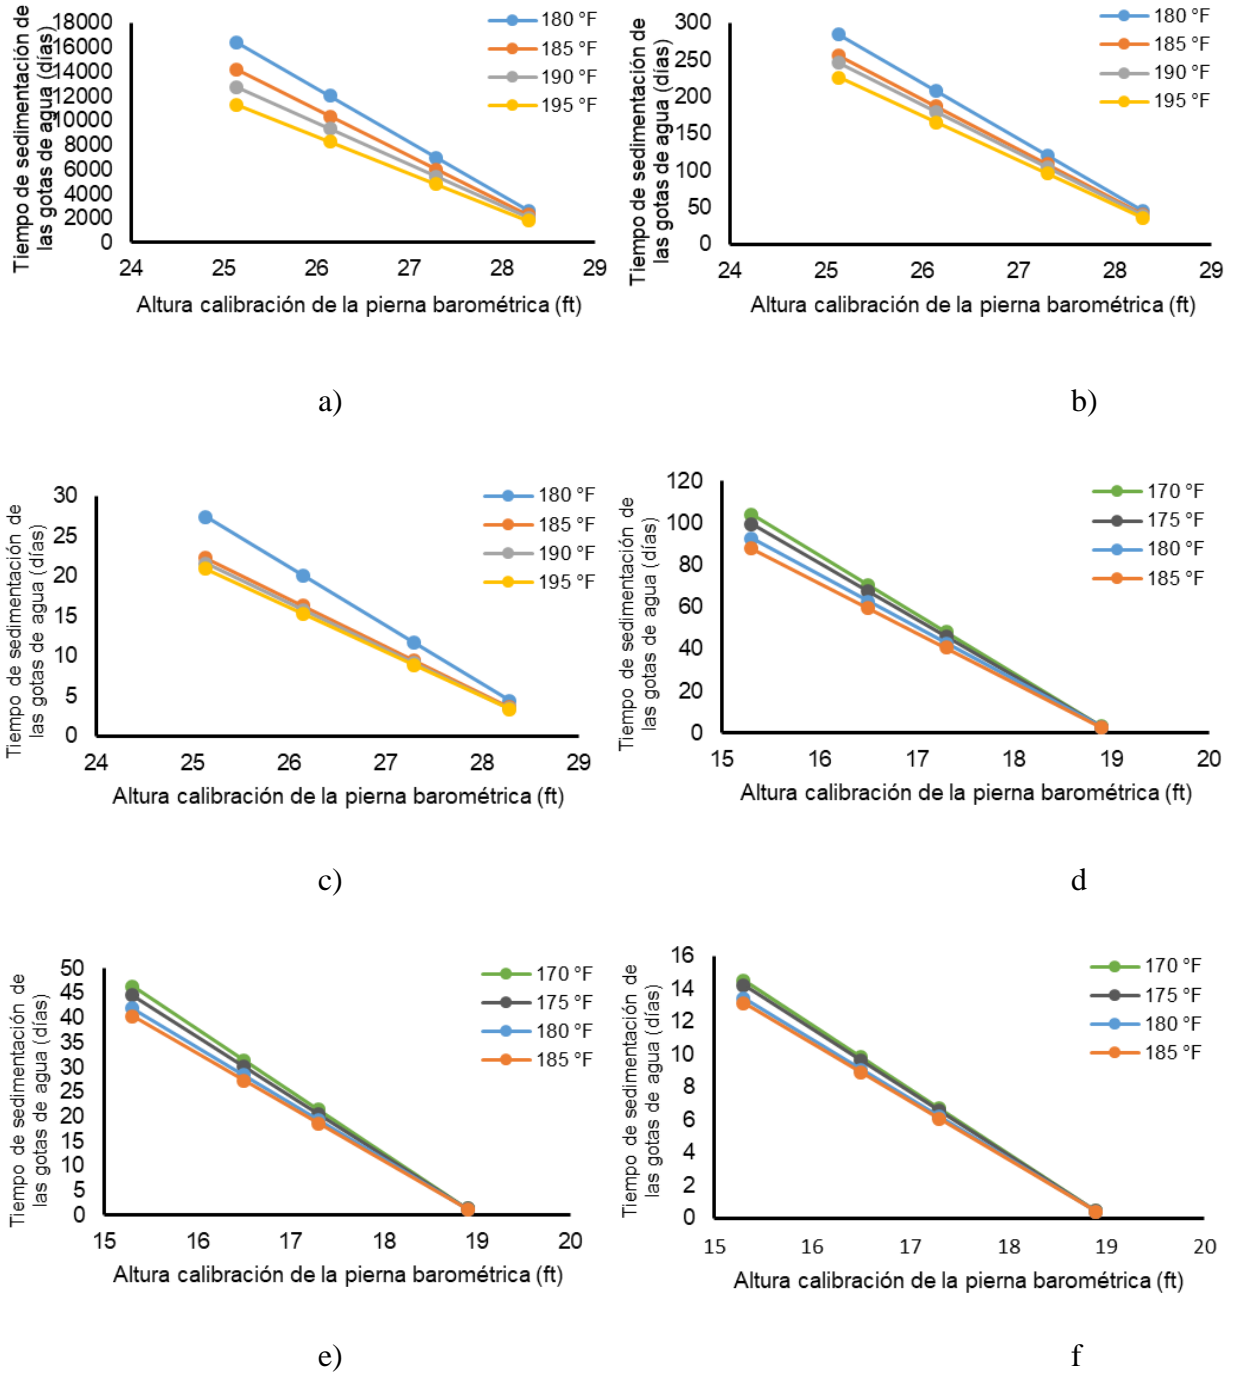 Tiempo de sedimentación de
las gotas de agua (días)
18000
16000
14000
12000
10000
8000
6000
4000
2000
0
24 25 26 27 28 29
Altura calibración de la pierna barométrica (ft)
180 °F
185 °F
190 °F
195 °F
a)
Tiempo de sedimentación de
las gotas de agua (días)
300
250
200
150
100
50
0
24 25 26 27 28 29
Altura calibración de la pierna barométrica (ft)
180 °F
185 °F
190 °F
195 °F
b)
Tiempo de sedimentación de
las gotas de agua (días)
30
25
20
15
10
5
0
24 25 26 27 28 29
Altura calibración de la pierna barométrica (ft)
180 °F
185 °F
190 °F
195 °F
c)
Tiempo de sedimentación de
las gotas de agua (días)
120
100
80
60
40
20
0
15 16 17 18 19 20
Altura calibración de la pierna barométrica (ft)
170 °F
175 °F
180 °F
185 °F
d
Tiempo de sedimentación de
las gotas de agua (días)
50
45
40
35
30
25
20
15
10
5
0
15 16 17 18 19 20
Altura calibración de la pierna barométrica (ft)
170 °F
175 °F
180 °F
185 °F
e)
Tiempo de sedimentación de
las gotas de agua (días)
16
14
12
10
8
6
4
2
0
15 16 17 18 19 20
Altura calibración de la pierna barométrica (ft)
170 °F
175 °F
180 °F
185 °F
f